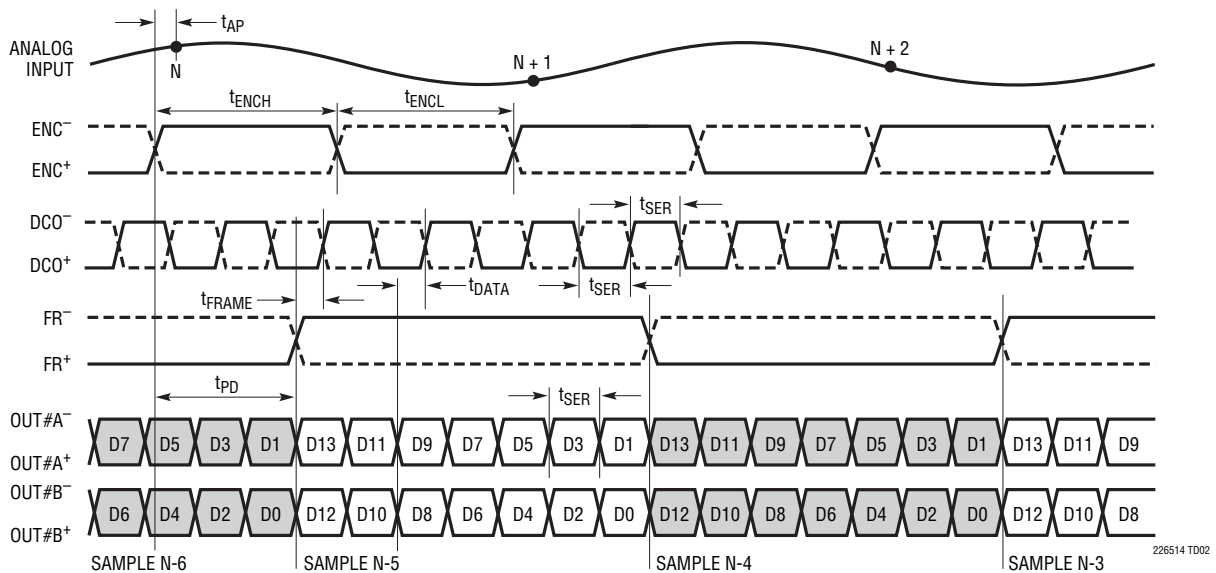 tAP
ANALOG
INPUT
N
N + 1
N + 2
tENCH
tENCL
ENC–
ENC+
DCO–
DCO+
tSER
tFRAME
tDATA
tSER
FR–
FR+
tPD
tSER
OUT#A–
OUT#A+
D7 D5 D3 D1 D13 D11 D9 D7 D5 D3 D1 D13 D11 D9 D7 D5 D3 D1 D13 D11 D9
OUT#B–
OUT#B+
D6 D4 D2 D0 D12 D10 D8 D6 D4 D2 D0 D12 D10 D8 D6 D4 D2 D0 D12 D10 D8
SAMPLE N-6
SAMPLE N-5
SAMPLE N-4
SAMPLE N-3
226514 TD02